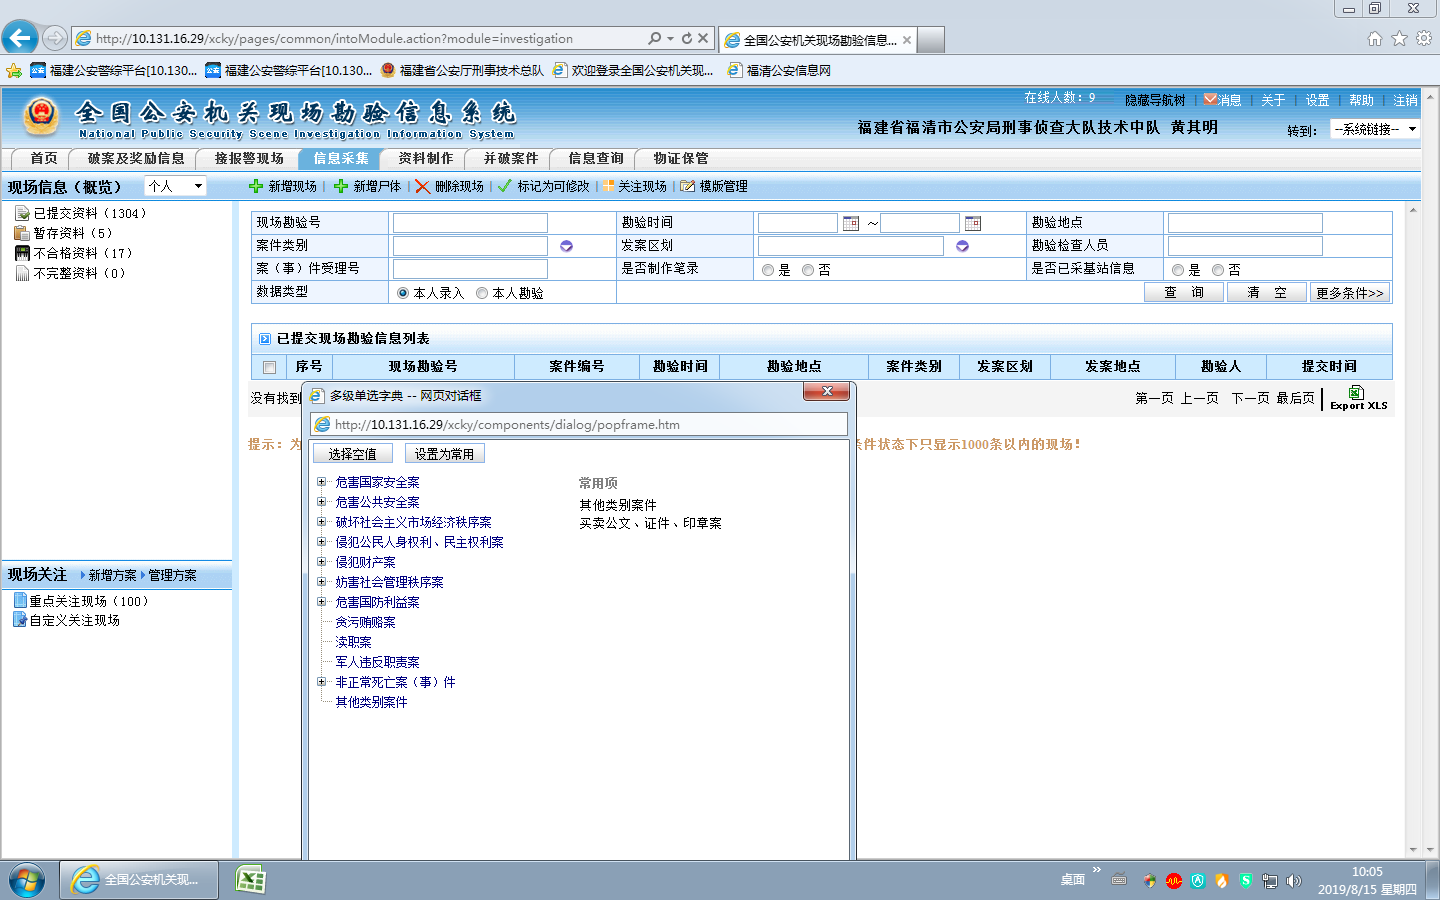 http://10.131.16.29/xcky/pages/common/intoModule.action?module=investigation
全国公安机关现场勘验信息...
福建公安警综平台[10.130...
福建公安警综平台[10.130...
福建省公安厅刑事技术总队
欢迎登录全国公安机关现...
福清公安信息网
全国公安机关现场勘验信息系统
National Public Security Scene Investigation Information System
在线人数：9
隐藏导航树 | 消息 | 关于 | 设置 | 帮助 | 注销
福建省福清市公安局刑事侦查大队技术中队 黄其明
转到： --系统链接--
首页 破案及奖励信息 接报警现场 信息采集 资料制作 并破案件 信息查询 物证保管
现场信息（概览） 个人
新增现场 | 新增尸体 | 删除现场 | 标记为可修改 | 关注现场 | 模版管理
已提交资料（1304）
暂存资料（5）
不合格资料（17）
不完整资料（0）
现场勘验号 勘验时间 ～ 勘验地点
案件类别 发案区划 勘验检查人员
案（事）件受理号 是否制作笔录 是 否 是否已采基站信息 是 否
数据类型 本人录入 本人勘验
查 询 清 空 更多条件>>
已提交现场勘验信息列表
序号 现场勘验号 案件编号 勘验时间 勘验地点 案件类别 发案区划 发案地点 勘验人 提交时间
没有找到
第一页 上一页 下一页 最后页 Export XLS
提示：为
件状态下只显示1000条以内的现场！
多级单选字典 -- 网页对话框
http://10.131.16.29/xcky/components/dialog/popframe.htm
选择空值 设置为常用
危害国家安全案
危害公共安全案
破坏社会主义市场经济秩序案
侵犯公民人身权利、民主权利案
侵犯财产案
妨害社会管理秩序案
危害国防利益案
贪污贿赂案
渎职案
军人违反职责案
非正常死亡案（事）件
其他类别案件
常用项
其他类别案件
买卖公文、证件、印章案
现场关注 新增方案 管理方案
重点关注现场（100）
自定义关注现场
全国公安机关现...
桌面
10:05
2019/8/15 星期四